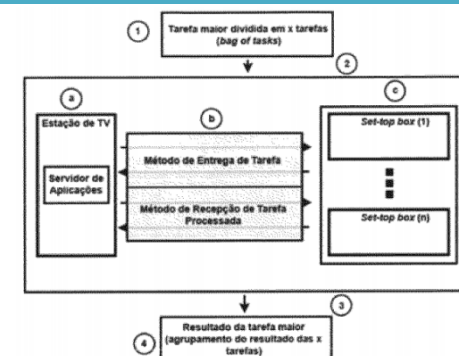 1
Tarefa maior dividida em x tarefas
(bag of tasks)
2
a
b
c
Estação de TV
Servidor de
Aplicações
Método de Entrega de Tarefa
Método de Recepção de Tarefa
Processada
Set-top box (1)
Set-top box (n)
3
4
Resultado da tarefa maior
(agrupamento do resultado das x
tarefas)